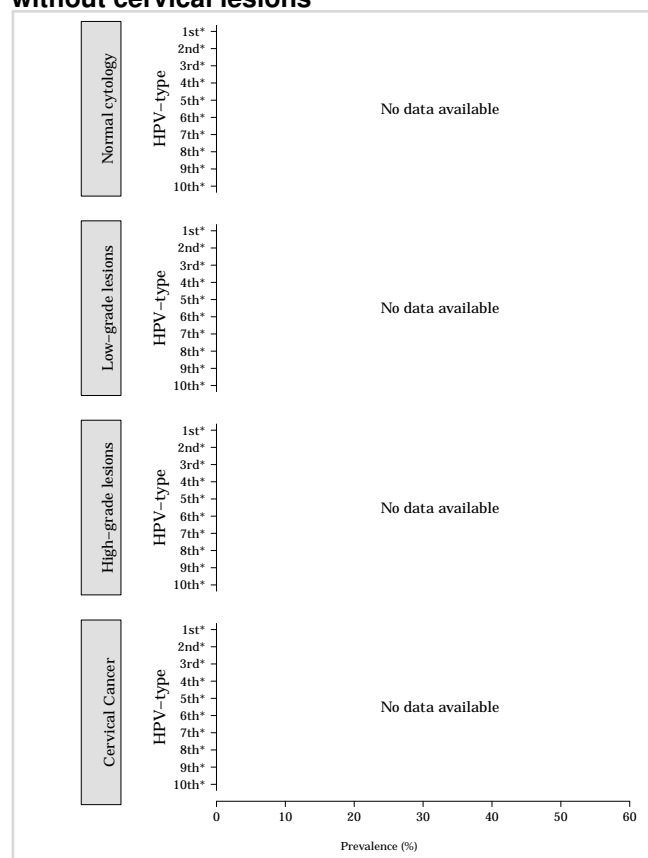 without cervical lesions
Normal cytology
HPV−type
1st*
2nd*
3rd*
4th*
5th*
6th*
7th*
8th*
9th*
10th*
No data available
Low−grade lesions
HPV−type
1st*
2nd*
3rd*
4th*
5th*
6th*
7th*
8th*
9th*
10th*
No data available
High−grade lesions
HPV−type
1st*
2nd*
3rd*
4th*
5th*
6th*
7th*
8th*
9th*
10th*
No data available
Cervical Cancer
HPV−type
1st*
2nd*
3rd*
4th*
5th*
6th*
7th*
8th*
9th*
10th*
No data available
0 10 20 30 40 50 60
Prevalence (%)